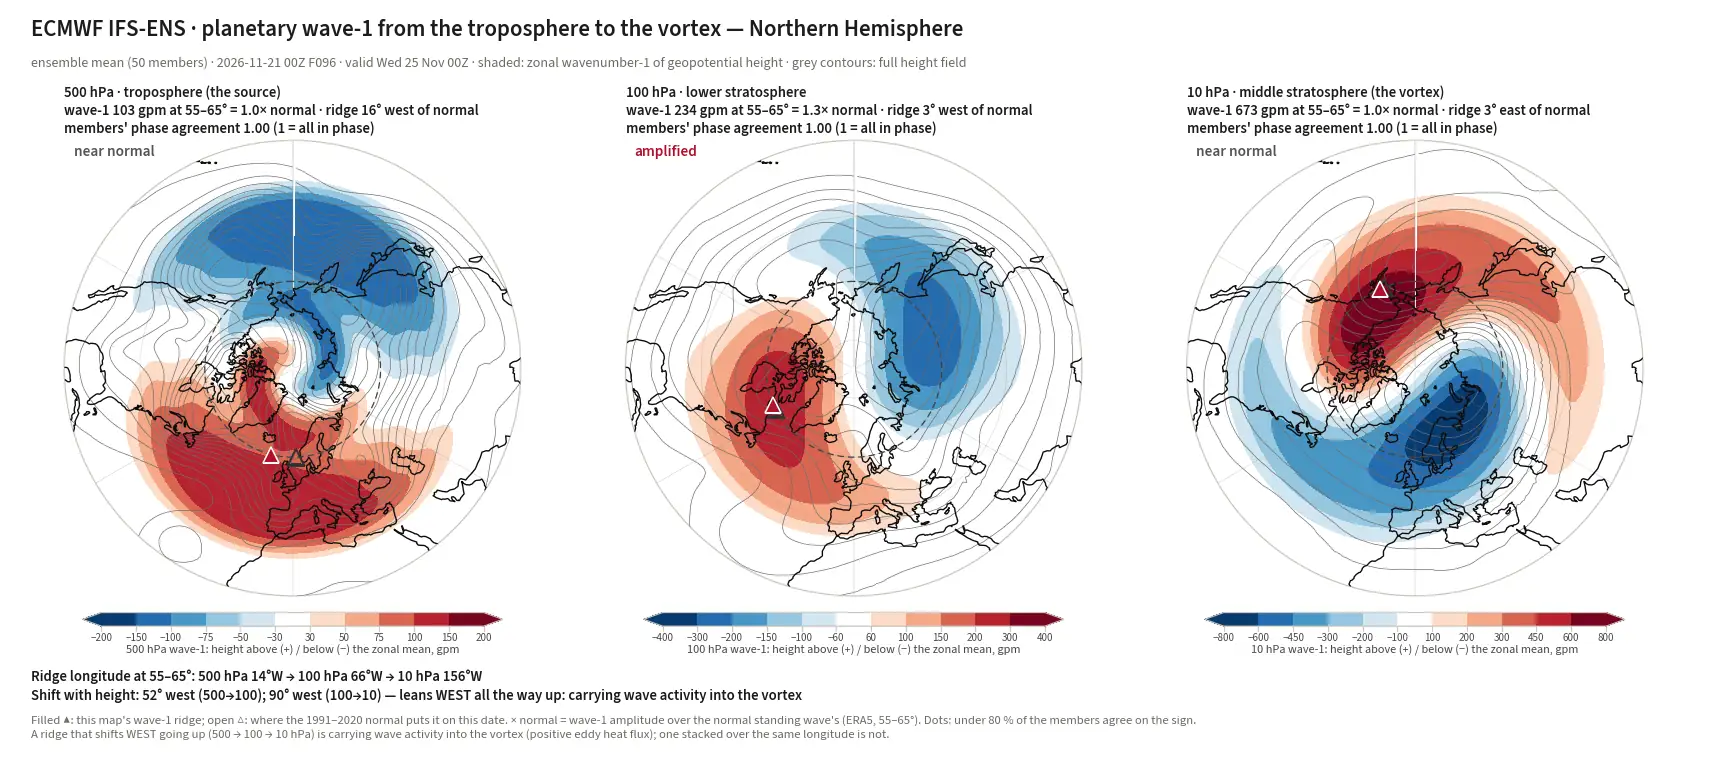 ECMWF IFS-ENS · planetary wave-1 from the troposphere to the vortex — Northern Hemisphere
ensemble mean (50 members) · 2026-11-21 00Z F096 · valid Wed 25 Nov 00Z · shaded: zonal wavenumber-1 of geopotential height · grey contours: full height field
500 hPa · troposphere (the source)
wave-1 103 gpm at 55–65° = 1.0× normal · ridge 16° west of normal
members' phase agreement 1.00 (1 = all in phase)
near normal
100 hPa · lower stratosphere
wave-1 234 gpm at 55–65° = 1.3× normal · ridge 3° west of normal
members' phase agreement 1.00 (1 = all in phase)
amplified
10 hPa · middle stratosphere (the vortex)
wave-1 673 gpm at 55–65° = 1.0× normal · ridge 3° east of normal
members' phase agreement 1.00 (1 = all in phase)
near normal
−200 −150 −100 −75 −50 −30 30 50 75 100 150 200
500 hPa wave-1: height above (+) / below (−) the zonal mean, gpm
−400 −300 −200 −150 −100 −60 60 100 150 200 300 400
100 hPa wave-1: height above (+) / below (−) the zonal mean, gpm
−800 −600 −450 −300 −200 −100 100 200 300 450 600 800
10 hPa wave-1: height above (+) / below (−) the zonal mean, gpm
Ridge longitude at 55–65°: 500 hPa 14°W → 100 hPa 66°W → 10 hPa 156°W
Shift with height: 52° west (500→100); 90° west (100→10) — leans WEST all the way up: carrying wave activity into the vortex
Filled ▲: this map's wave-1 ridge; open △: where the 1991–2020 normal puts it on this date. × normal = wave-1 amplitude over the normal standing wave's (ERA5, 55–65°). Dots: under 80 % of the members agree on the sign.
A ridge that shifts WEST going up (500 → 100 → 10 hPa) is carrying wave activity into the vortex (positive eddy heat flux); one stacked over the same longitude is not.